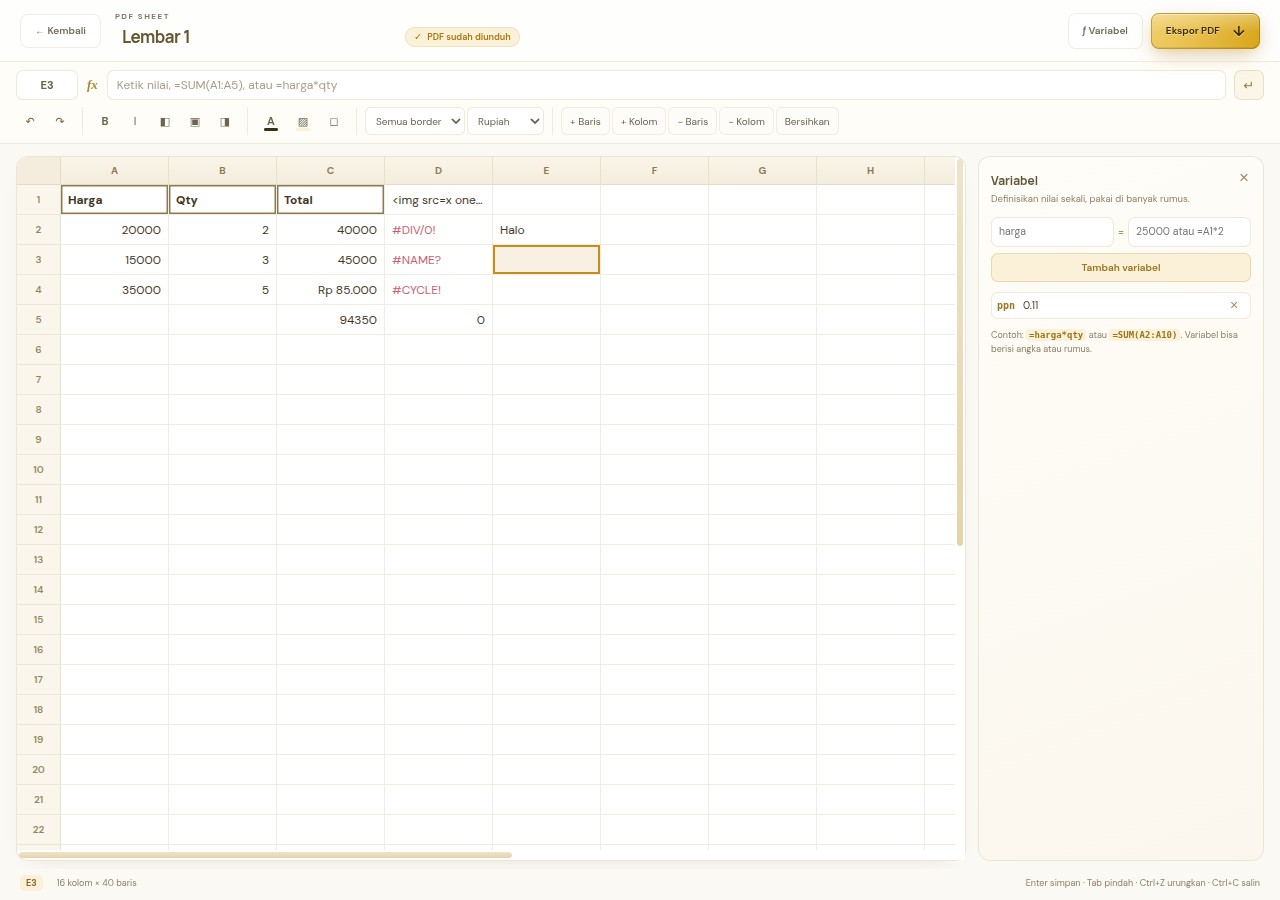 ← Kembali
PDF SHEET
Lembar 1
✓ PDF sudah diunduh
ƒ Variabel
Ekspor PDF ↓
E3
fx
Ketik nilai, =SUM(A1:A5), atau =harga*qty
↵
↶ ↷ B I A
Semua border
Rupiah
+ Baris
+ Kolom
− Baris
− Kolom
Bersihkan
A B C D E F G H
1 Harga Qty Total <img src=x one…
2 20000 2 40000 #DIV/0! Halo
3 15000 3 45000 #NAME?
4 35000 5 Rp 85.000 #CYCLE!
5 94350 0
6
7
8
9
10
11
12
13
14
15
16
17
18
19
20
21
22
Variabel ×
Definisikan nilai sekali, pakai di banyak rumus.
harga = 25000 atau =A1*2
Tambah variabel
ppn 0.11 ×
Contoh: =harga*qty atau =SUM(A2:A10). Variabel bisa
berisi angka atau rumus.
E3 16 kolom × 40 baris
Enter simpan · Tab pindah · Ctrl+Z urungkan · Ctrl+C salin